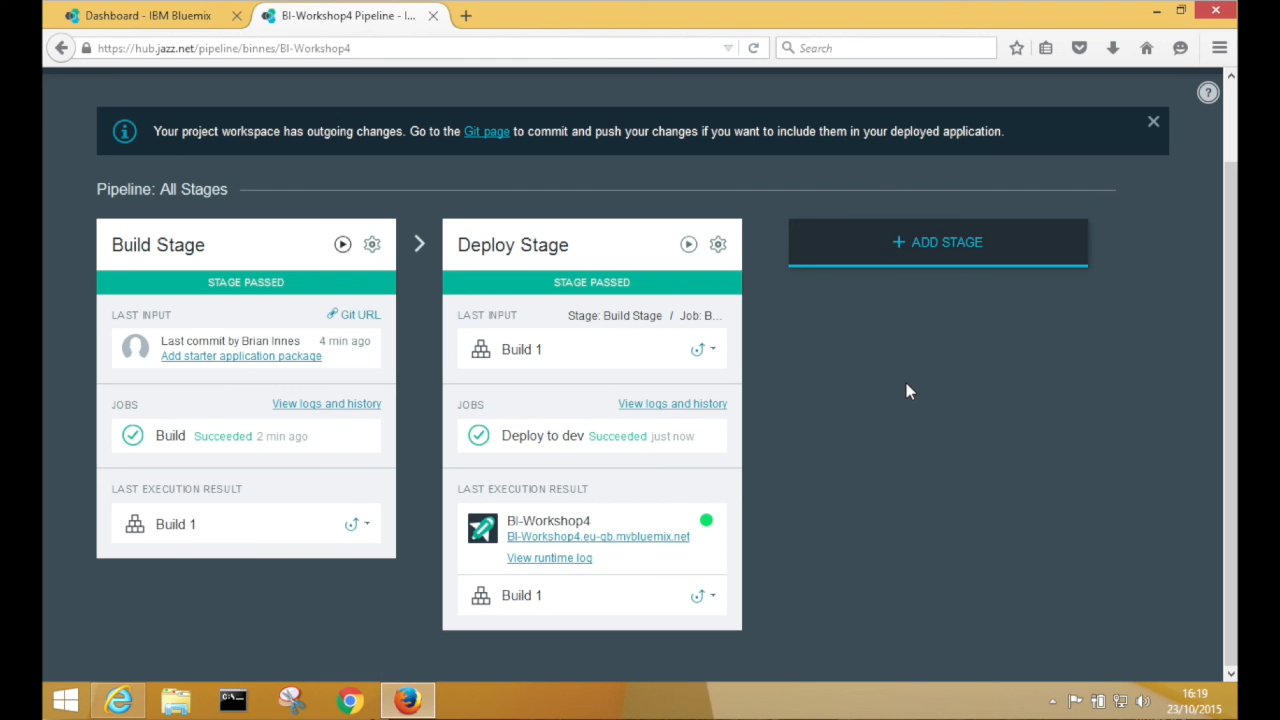 Dashboard - IBM Bluemix
BI-Workshop4 Pipeline - I...
https://hub.jazz.net/pipeline/binnes/BI-Workshop4
Search
Your project workspace has outgoing changes. Go to the Git page to commit and push your changes if you want to include them in your deployed application.
Pipeline: All Stages
Build Stage
STAGE PASSED
LAST INPUT Git URL
Last commit by Brian Innes 4 min ago
Add starter application package
JOBS View logs and history
Build Succeeded 2 min ago
LAST EXECUTION RESULT
Build 1
Deploy Stage
STAGE PASSED
LAST INPUT Stage: Build Stage / Job: B...
Build 1
JOBS View logs and history
Deploy to dev Succeeded just now
LAST EXECUTION RESULT
BI-Workshop4
BI-Workshop4.eu-gb.mybluemix.net
View runtime log
Build 1
+ ADD STAGE
16:19
23/10/2015